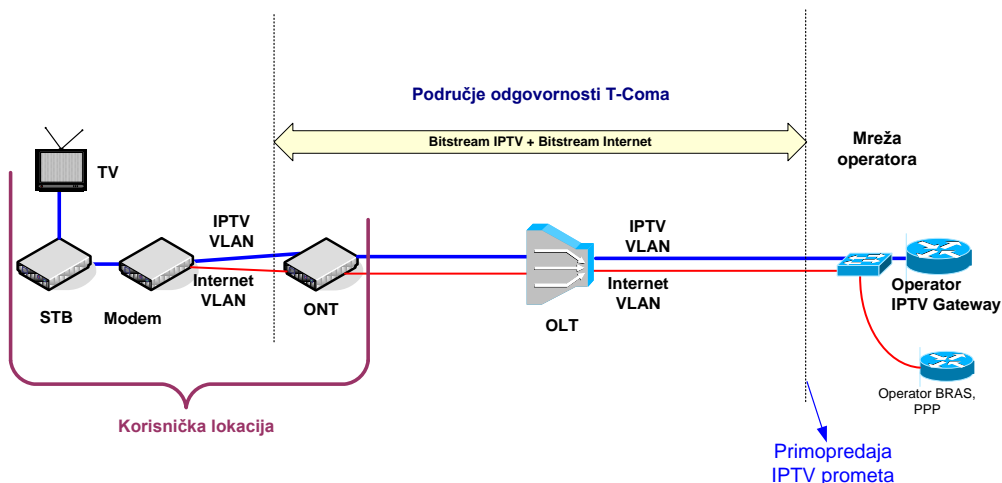 Područje odgovornosti T-Coma
Bitstream IPTV + Bitstream Internet
Mreža
operatora
TV
IPTV
VLAN
Internet
VLAN
STB
Modem
ONT
OLT
IPTV
VLAN
Internet
VLAN
Operator
IPTV Gateway
Operator BRAS,
PPP
Korisnička lokacija
Primopredaja
IPTV prometa